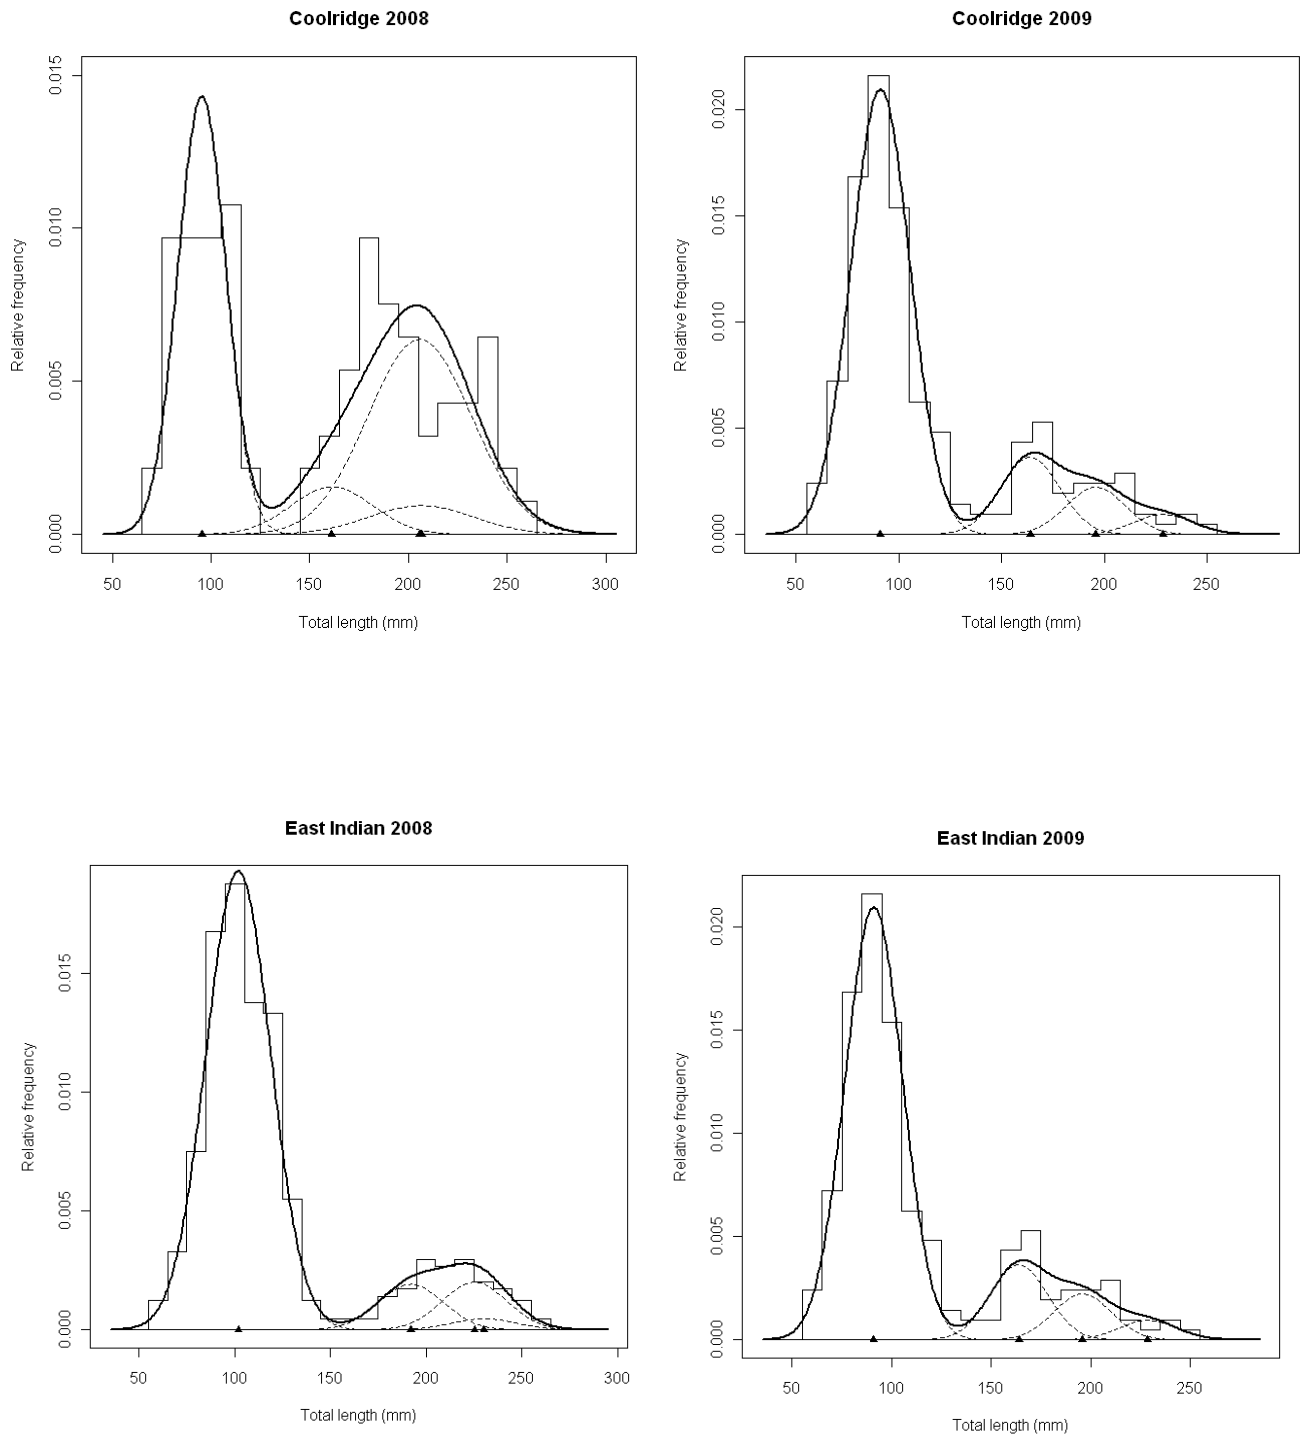 Coolridge 2008
Relative frequency
0.015
0.010
0.005
0.000
50 100 150 200 250 300
Total length (mm)
Coolridge 2009
Relative frequency
0.020
0.015
0.010
0.005
0.000
50 100 150 200 250
Total length (mm)
East Indian 2008
Relative frequency
0.015
0.010
0.005
0.000
50 100 150 200 250 300
Total length (mm)
East Indian 2009
Relative frequency
0.020
0.015
0.010
0.005
0.000
50 100 150 200 250
Total length (mm)